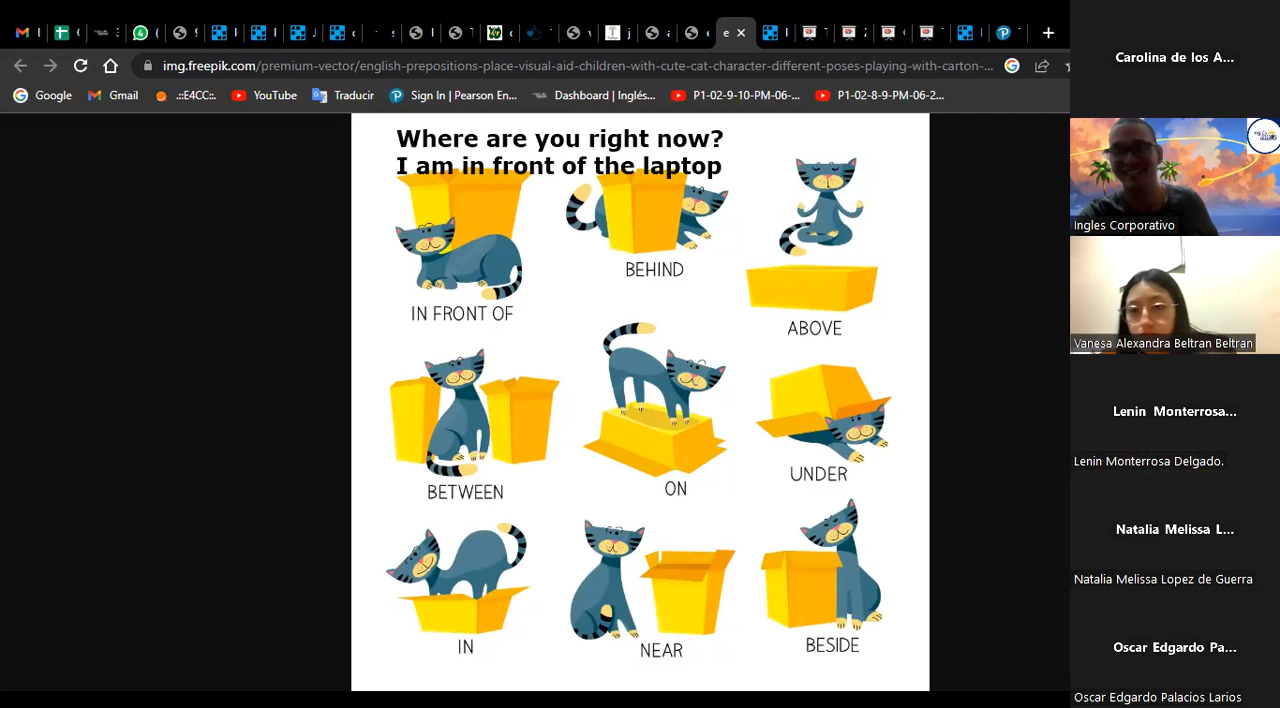 img.freepik.com/premium-vector/english-prepositions-place-visual-aid-children-with-cute-cat-character-different-poses-playing-with-carton-...
Google Gmail .::E4CC::. YouTube Traducir Sign In | Pearson En... Dashboard | Inglés... P1-02-9-10-PM-06-... P1-02-8-9-PM-06-2...
Where are you right now?
I am in front of the laptop
IN FRONT OF
BEHIND
ABOVE
BETWEEN
ON
UNDER
IN
NEAR
BESIDE
Carolina de los A...
Ingles Corporativo
Vanesa Alexandra Beltran Beltran
Lenin Monterrosa...
Lenin Monterrosa Delgado.
Natalia Melissa L...
Natalia Melissa Lopez de Guerra
Oscar Edgardo Pa...
Oscar Edgardo Palacios Larios